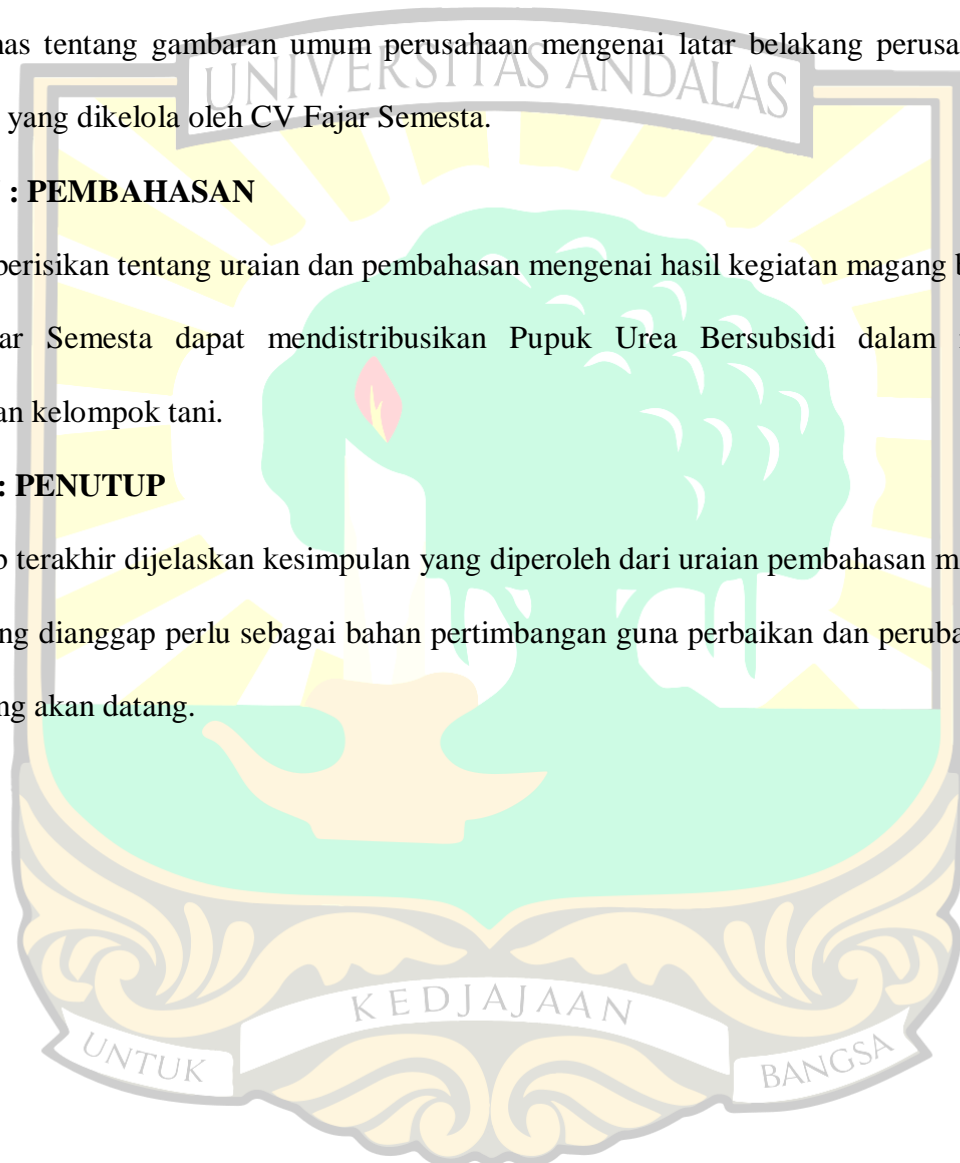 nas tentang gambaran umum perusahaan mengenai latar belakang perusa
UNIVERSITAS ANDALAS
yang dikelola oleh CV Fajar Semesta.
: PEMBAHASAN
berisikan tentang uraian dan pembahasan mengenai hasil kegiatan magang b
ar Semesta dapat mendistribusikan Pupuk Urea Bersubsidi dalam
an kelompok tani.
: PENUTUP
terakhir dijelaskan kesimpulan yang diperoleh dari uraian pembahasan m
ng dianggap perlu sebagai bahan pertimbangan guna perbaikan dan peruba
ng akan datang.
KEDJAJAAN
UNTUK
BANGSA